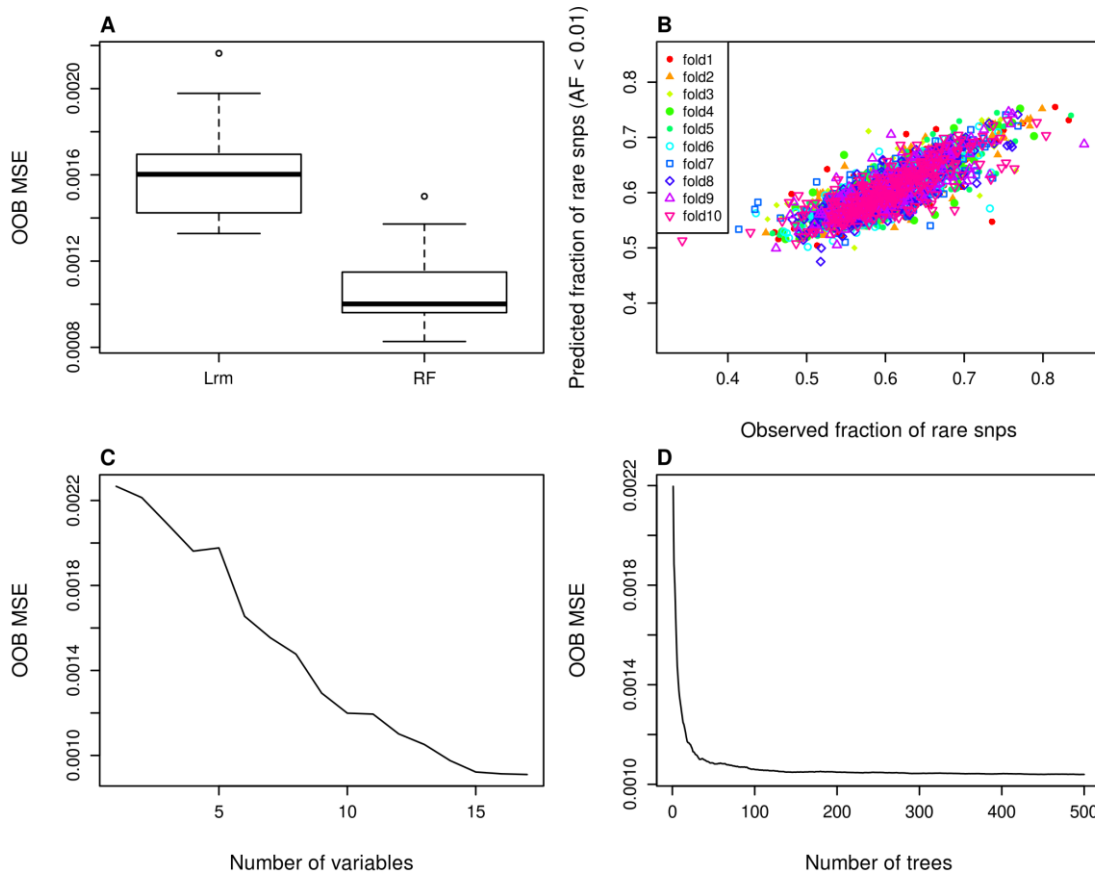 A
OOB MSE
0.0020
0.0016
0.0012
0.0008
Lrm
RF
B
Predicted fraction of rare snps (AF < 0.01)
0.8
0.7
0.6
0.5
0.4
fold1
fold2
fold3
fold4
fold5
fold6
fold7
fold8
fold9
fold10
0.4 0.5 0.6 0.7 0.8
Observed fraction of rare snps
C
OOB MSE
0.0022
0.0018
0.0014
0.0010
5 10 15
Number of variables
D
OOB MSE
0.0022
0.0018
0.0014
0.0010
0 100 200 300 400 500
Number of trees